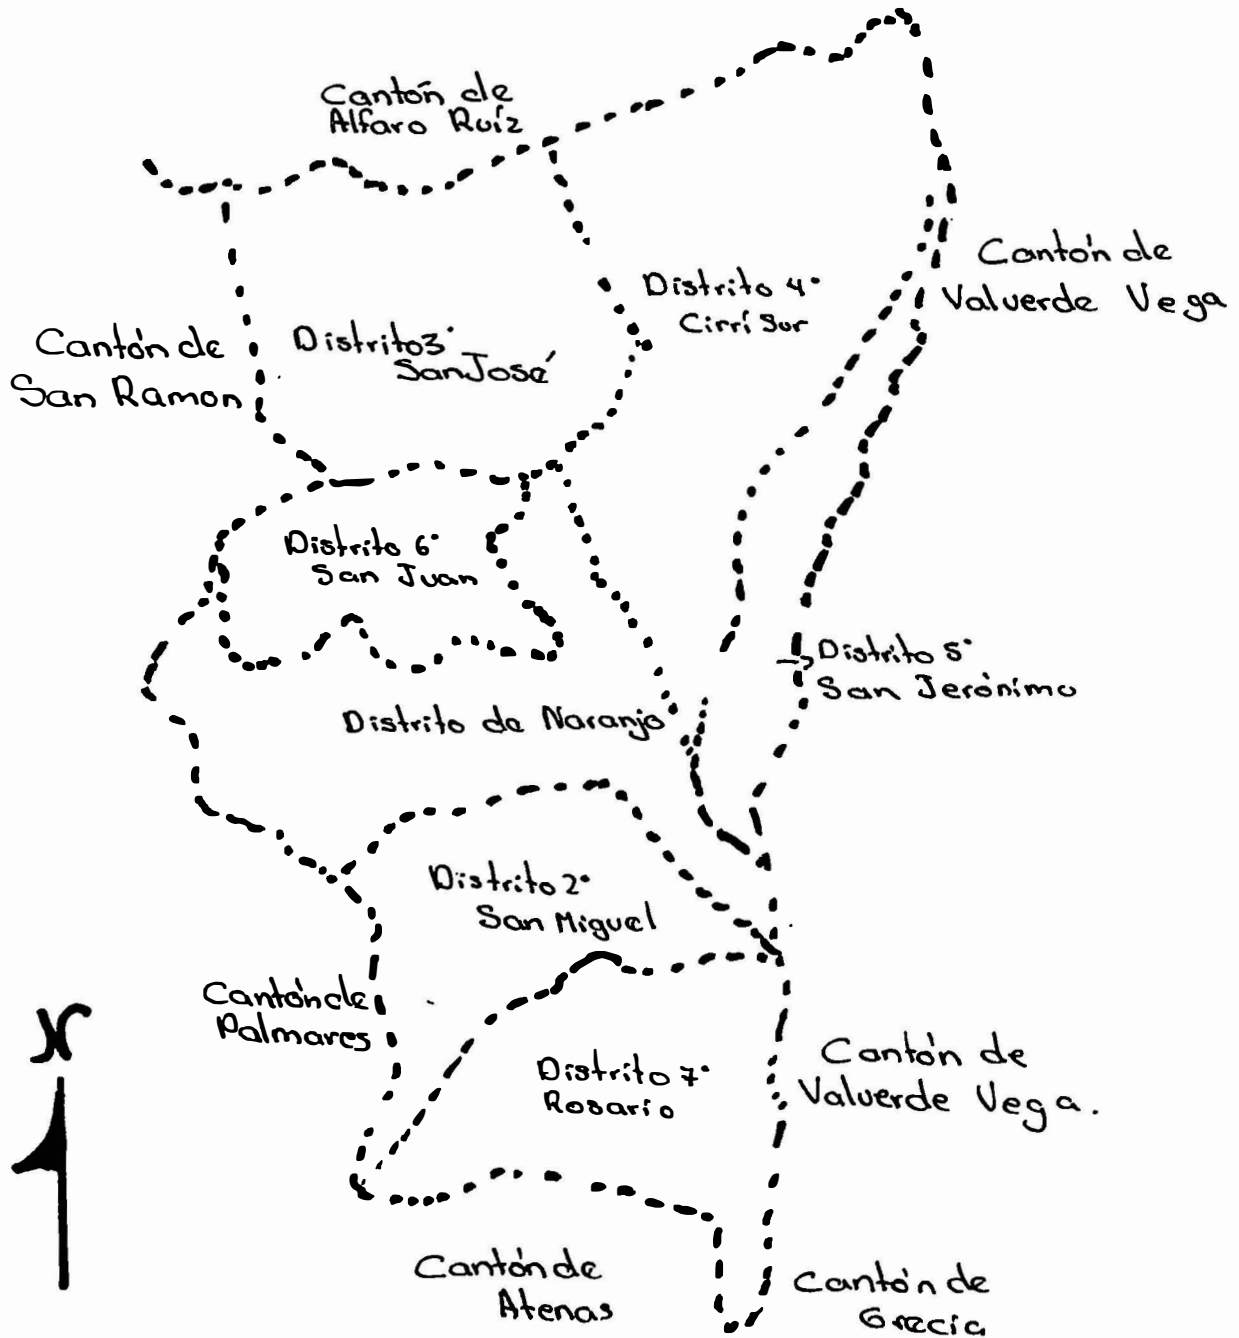 Cantón de
Alfaro Ruíz
Cantón de
Valverde Vega
Distrito 4°
Cirrí Sur
Cantón de
San Ramon
Distrito 3°
San José
Distrito 6°
San Juan
Distrito 5°
San Jerónimo
Distrito de Naranjo
Distrito 2°
San Miguel
Cantón de
Palmares
N
Distrito 7°
Rosario
Cantón de
Valverde Vega.
Cantón de
Atenas
Cantón de
Grecia